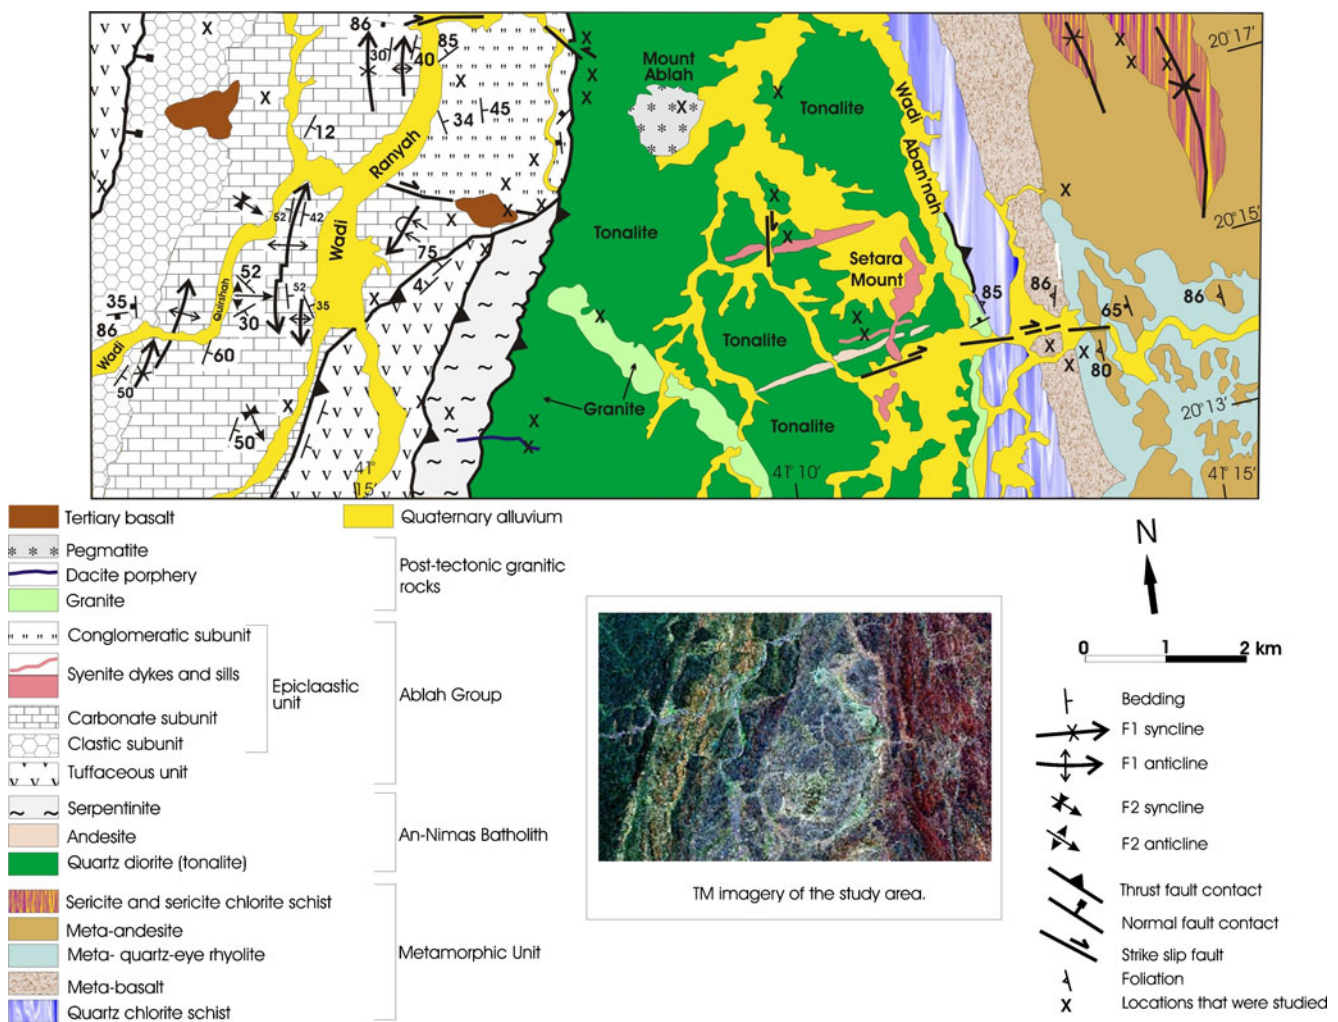 86
85
30
40
34
45
12
Ranyah
Mount
Ablah
Tonalite
Wadi Aban'nah
20°17'
20°15'
52
42
Wadi
75
4
Tonalite
Setara
Mount
Quirshah
52
52
35
30
35
86
Wadi
60
50
50
85
86
65
86
80
Tonalite
Granite
Tonalite
20°13'
41°
15'
41°10'
41°15'
Tertiary basalt
Quaternary alluvium
Pegmatite
Dacite porphery
Granite
Post-tectonic granitic
rocks
Conglomeratic subunit
Syenite dykes and sills
Carbonate subunit
Clastic subunit
Epiclaastic
unit
Tuffaceous unit
Ablah Group
Serpentinite
Andesite
Quartz diorite (tonalite)
An-Nimas Batholith
Sericite and sericite chlorite schist
Meta-andesite
Meta- quartz-eye rhyolite
Meta-basalt
Quartz chlorite schist
Metamorphic Unit
TM imagery of the study area.
N
0 1 2 km
Bedding
F1 syncline
F1 anticline
F2 syncline
F2 anticline
Thrust fault contact
Normal fault contact
Strike slip fault
Foliation
X Locations that were studied